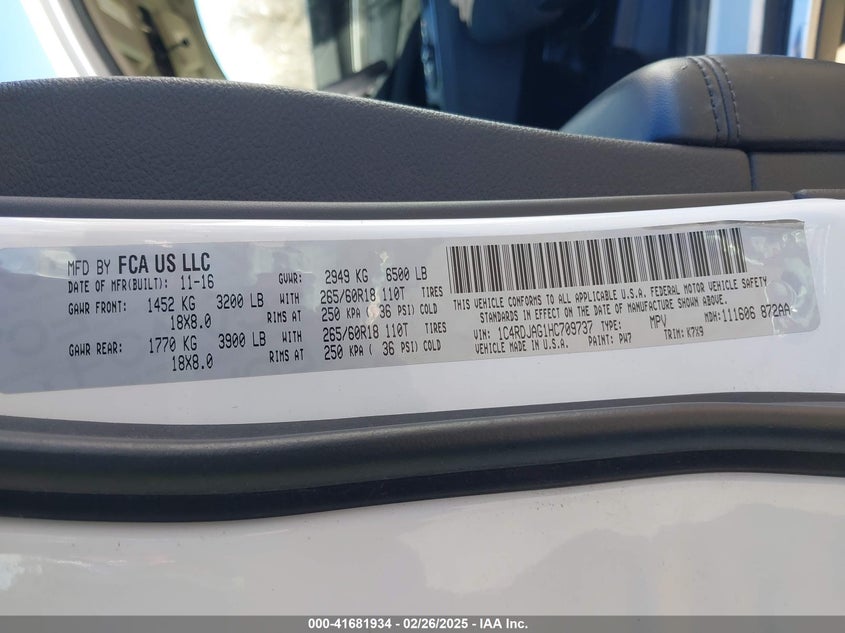 MFD BY FCA US LLC
DATE OF MFR(BUILT): 11-16 GVWR: 2949 KG 6500 LB
GAWR FRONT: 1452 KG 3200 LB WITH 265/60R18 110T TIRES
18X8.0 RIMS AT 250 KPA ( 36 PSI) COLD
GAWR REAR: 1770 KG 3900 LB WITH 265/60R18 110T TIRES
18X8.0 RIMS AT 250 KPA ( 36 PSI) COLD
THIS VEHICLE CONFORMS TO ALL APPLICABLE U.S.A. FEDERAL MOTOR VEHICLE SAFETY
STANDARDS IN EFFECT ON THE DATE OF MANUFACTURE SHOWN ABOVE.
VIN: 1C4RDJAG1HC709737 TYPE: MPV MDH: 111606 872AA
VEHICLE MADE IN U.S.A. PAINT: PW7 TRIM: K7X9
000-41681934 - 02/26/2025 - IAA Inc.